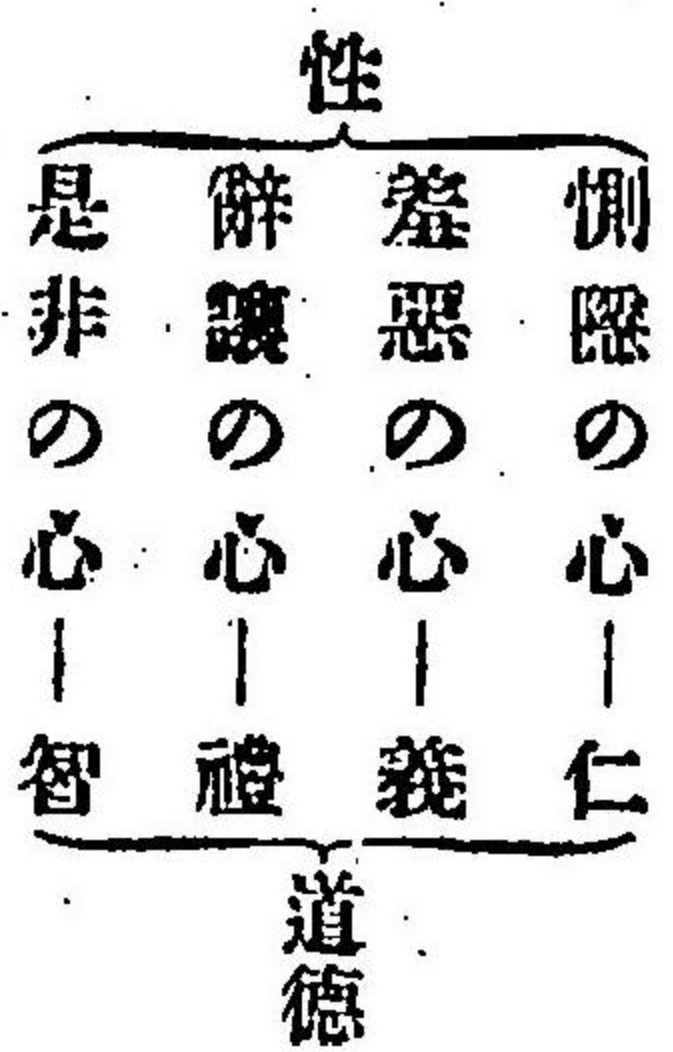 性
惻隱の心—仁
羞惡の心—義
辭讓の心—禮
是非の心—智
道德